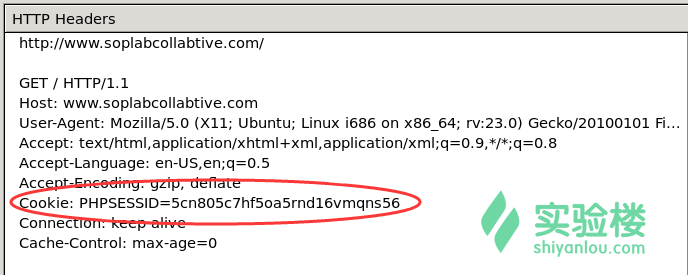 HTTP Headers
http://www.soplabcollabtive.com/
GET / HTTP/1.1
Host: www.soplabcollabtive.com
User-Agent: Mozilla/5.0 (X11; Ubuntu; Linux i686 on x86_64; rv:23.0) Gecko/20100101 Fi...
Accept: text/html,application/xhtml+xml,application/xml;q=0.9,*/*;q=0.8
Accept-Language: en-US,en;q=0.5
Accept-Encoding: gzip, deflate
Cookie: PHPSESSID=5cn805c7hf5oa5rnd16vmqns56
Connection: keep-alive
Cache-Control: max-age=0
实验楼
shiyanlou.com